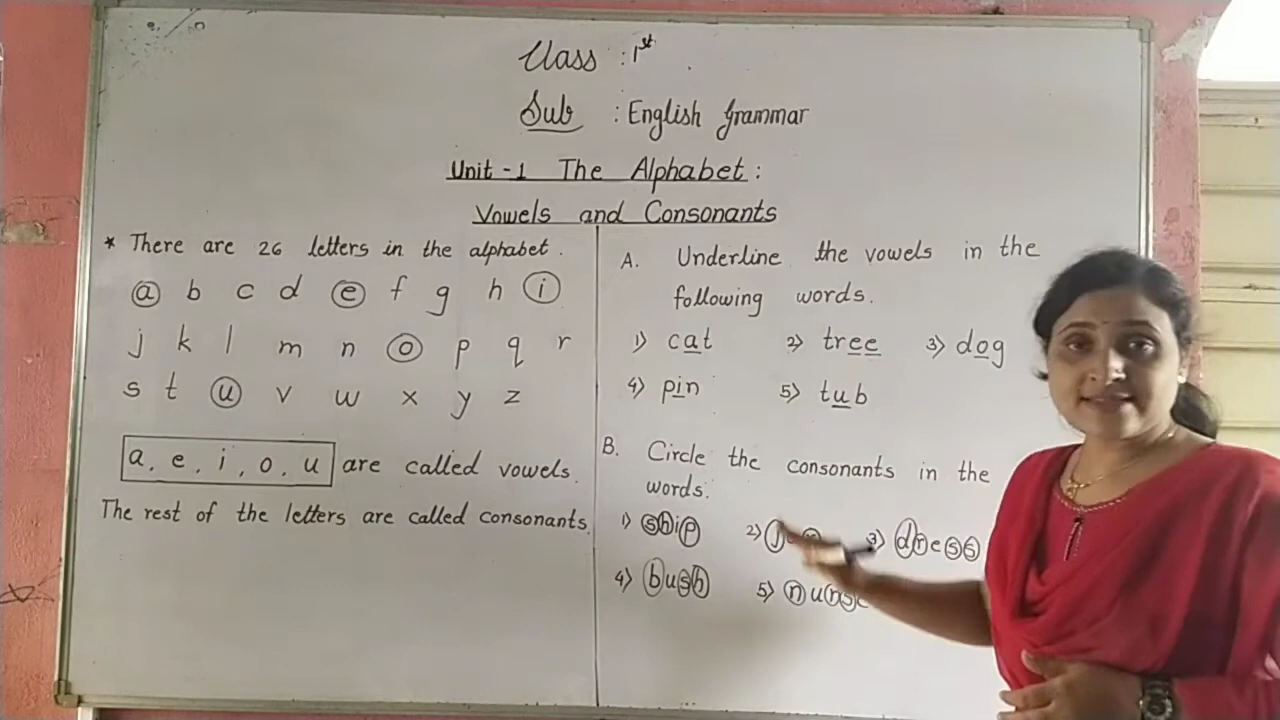 Class : 1st
Sub : English Grammar
Unit - 1 The Alphabet :
Vowels and Consonants
* There are 26 letters in the alphabet.
a b c d e f g h i
j k l m n o p q r
s t u v w x y z
a, e, i, o, u are called vowels.
The rest of the letters are called consonants.
A. Underline the vowels in the
following words.
1) cat 2) tree 3) dog
4) pin 5) tub
B. Circle the consonants in the
words.
1) ship 2) 3) dress
4) bush 5) nurse